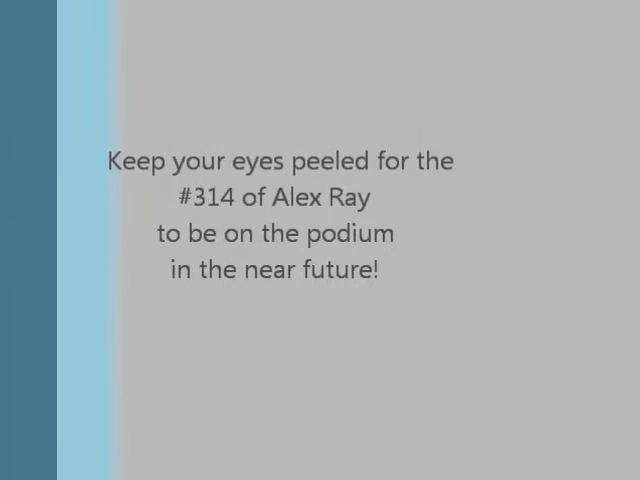 Keep your eyes peeled for the
#314 of Alex Ray
to be on the podium
in the near future!